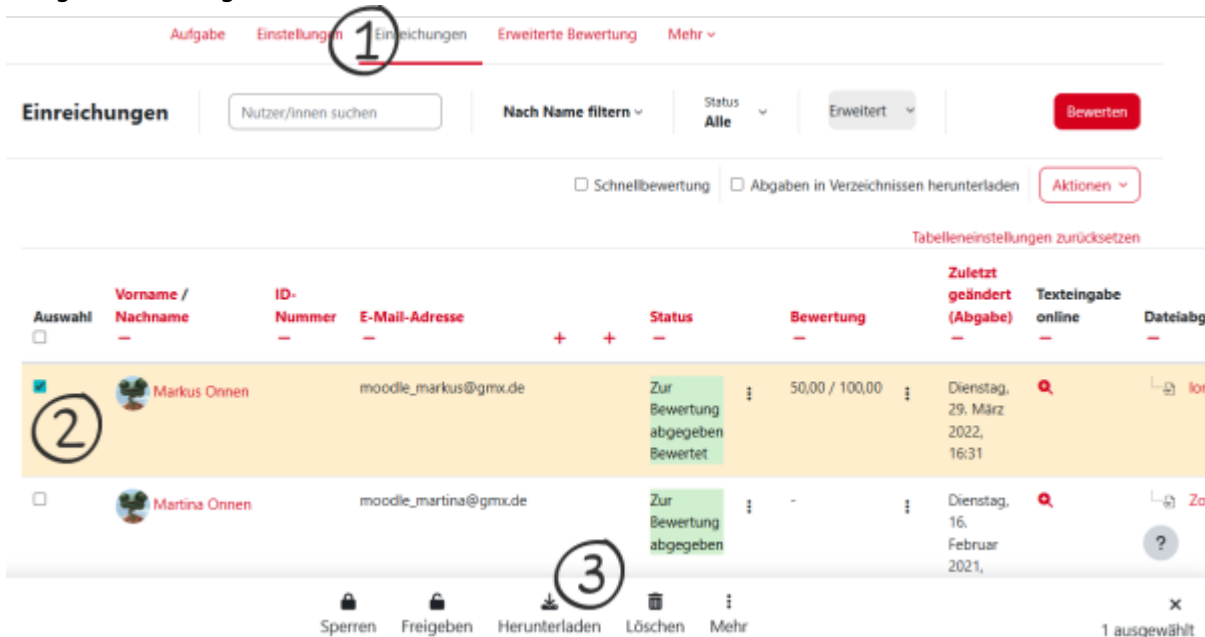 Aufgabe Einstellungen 1 Einreichungen Erweiterte Bewertung Mehr
Einreichungen Nutzer/innen suchen Nach Name filtern Status Alle Erweitert Bewerten
Schnellbewertung Abgaben in Verzeichnissen herunterladen Aktionen
Tabelleneinstellungen zurücksetzen
Auswahl Vorname / Nachname ID-Nummer E-Mail-Adresse + + Status Bewertung Zuletzt geändert (Abgabe) Texteingabe online Dateiabg
Markus Onnen moodle_markus@gmx.de Zur Bewertung abgegeben Bewertet 50,00 / 100,00 Dienstag, 29. März 2022, 16:31
2
Martina Onnen moodle_martina@gmx.de Zur Bewertung abgegeben - Dienstag, 16. Februar 2021, Zo
?
3
Sperren Freigeben Herunterladen Löschen Mehr 1 ausgewählt